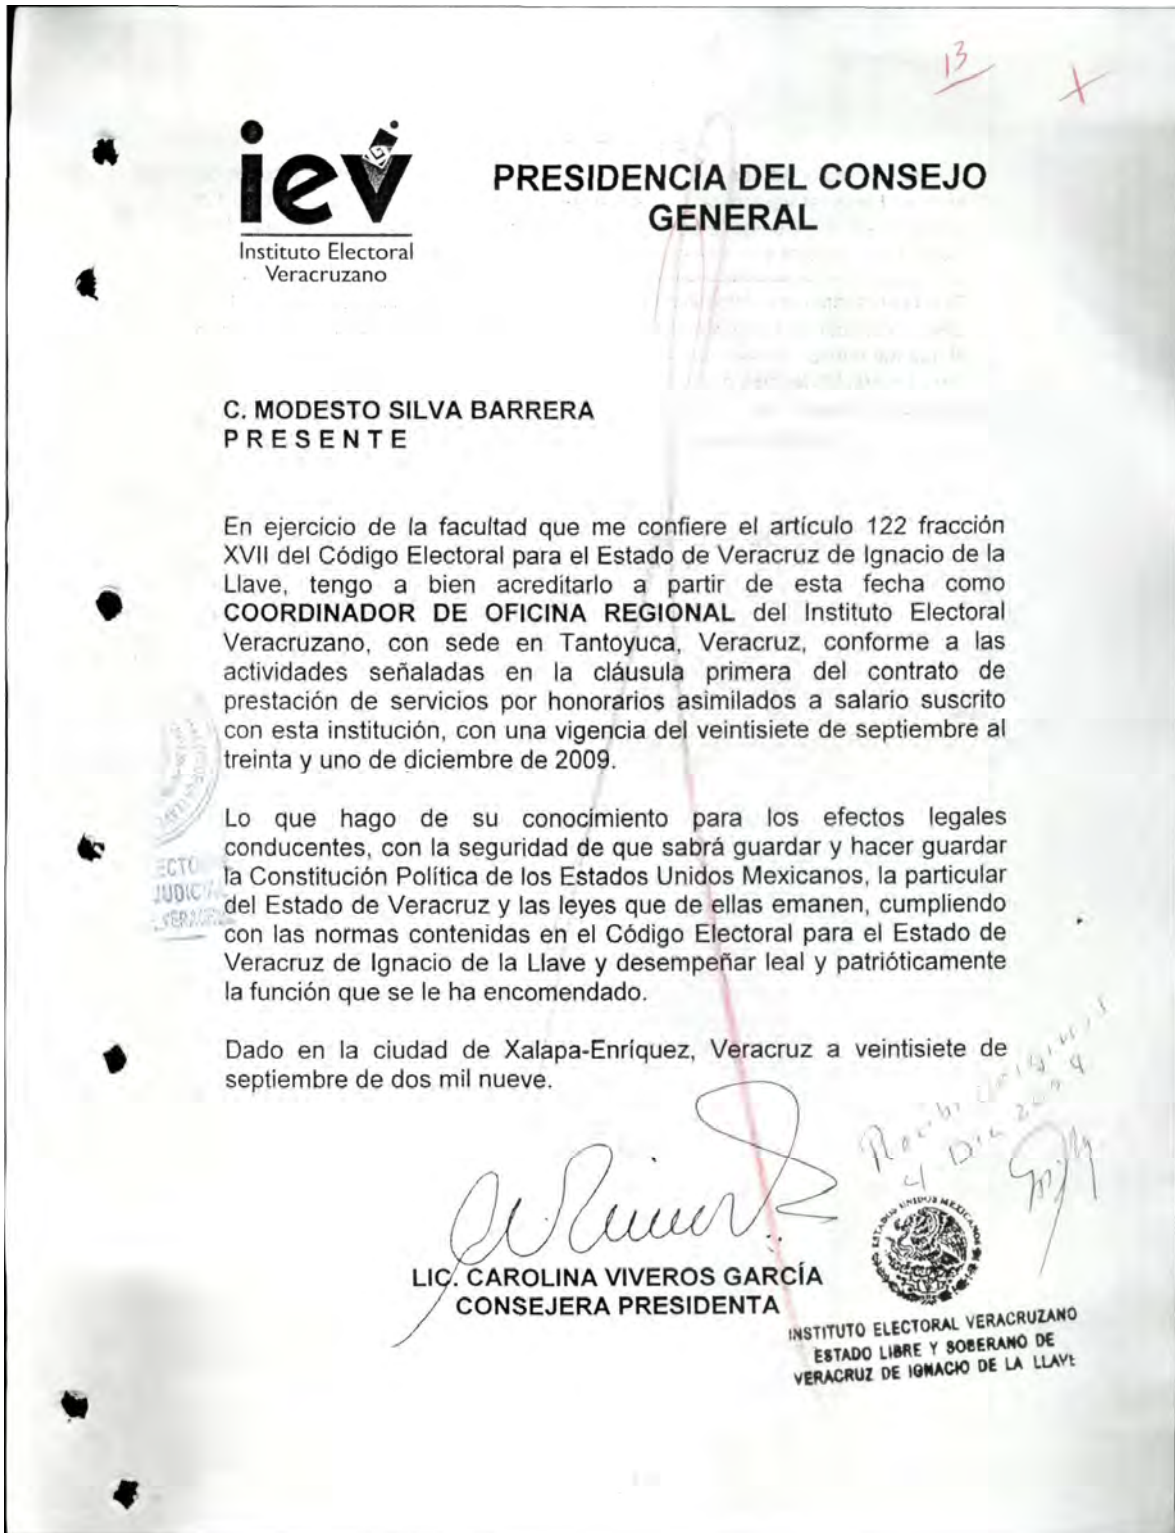 13
X
iev
Instituto Electoral
Veracruzano
PRESIDENCIA DEL CONSEJO
GENERAL
C. MODESTO SILVA BARRERA
P R E S E N T E
En ejercicio de la facultad que me confiere el artículo 122 fracción
XVII del Código Electoral para el Estado de Veracruz de Ignacio de la
Llave, tengo a bien acreditarlo a partir de esta fecha como
COORDINADOR DE OFICINA REGIONAL del Instituto Electoral
Veracruzano, con sede en Tantoyuca, Veracruz, conforme a las
actividades señaladas en la cláusula primera del contrato de
prestación de servicios por honorarios asimilados a salario suscrito
con esta institución, con una vigencia del veintisiete de septiembre al
treinta y uno de diciembre de 2009.
Lo que hago de su conocimiento para los efectos legales
conducentes, con la seguridad de que sabrá guardar y hacer guardar
la Constitución Política de los Estados Unidos Mexicanos, la particular
del Estado de Veracruz y las leyes que de ellas emanen, cumpliendo
con las normas contenidas en el Código Electoral para el Estado de
Veracruz de Ignacio de la Llave y desempeñar leal y patrióticamente
la función que se le ha encomendado.
Dado en la ciudad de Xalapa-Enríquez, Veracruz a veintisiete de
septiembre de dos mil nueve.
Recibi
4 Dic 2009
LIC. CAROLINA VIVEROS GARCÍA
CONSEJERA PRESIDENTA
ESTADOS UNIDOS MEXICANOS
INSTITUTO ELECTORAL VERACRUZANO
ESTADO LIBRE Y SOBERANO DE
VERACRUZ DE IGNACIO DE LA LLAVE